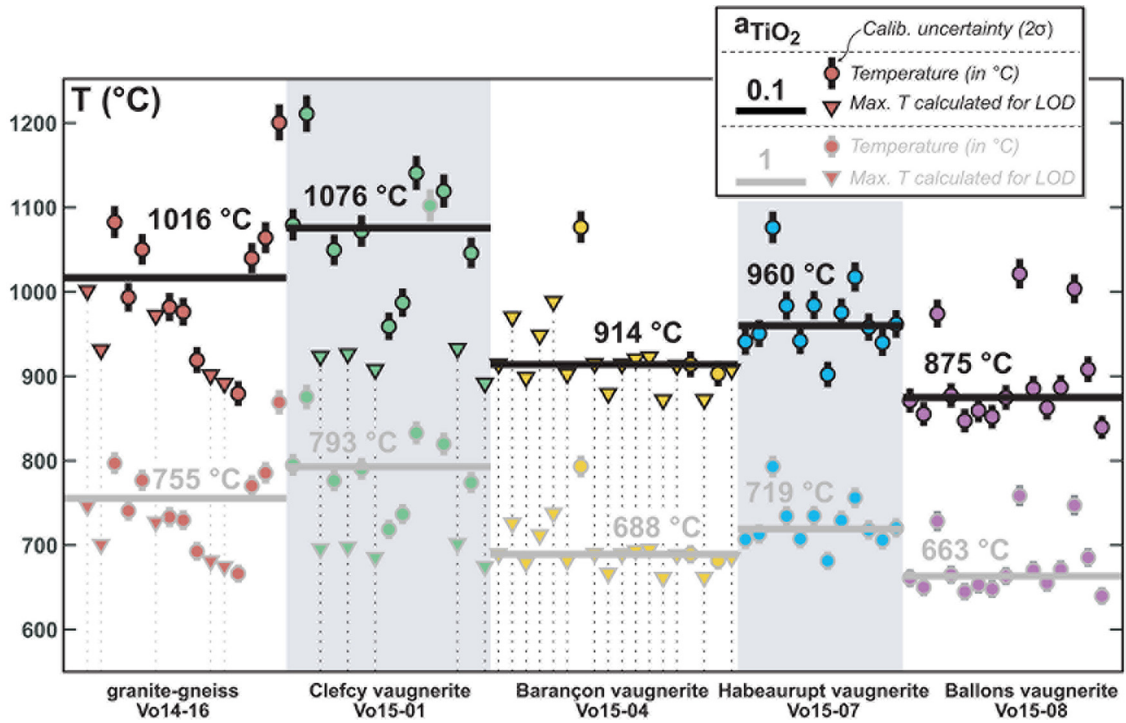 aTiO2
Calib. uncertainty (2σ)
0.1
Temperature (in °C)
Max. T calculated for LOD
1
Temperature (in °C)
Max. T calculated for LOD
T (°C)
1200
1100
1000
900
800
700
600
1016 °C
1076 °C
914 °C
960 °C
875 °C
755 °C
793 °C
688 °C
719 °C
663 °C
granite-gneiss
Vo14-16
Clefcy vaugnerite
Vo15-01
Barançon vaugnerite
Vo15-04
Habeaurupt vaugnerite
Vo15-07
Ballons vaugnerite
Vo15-08